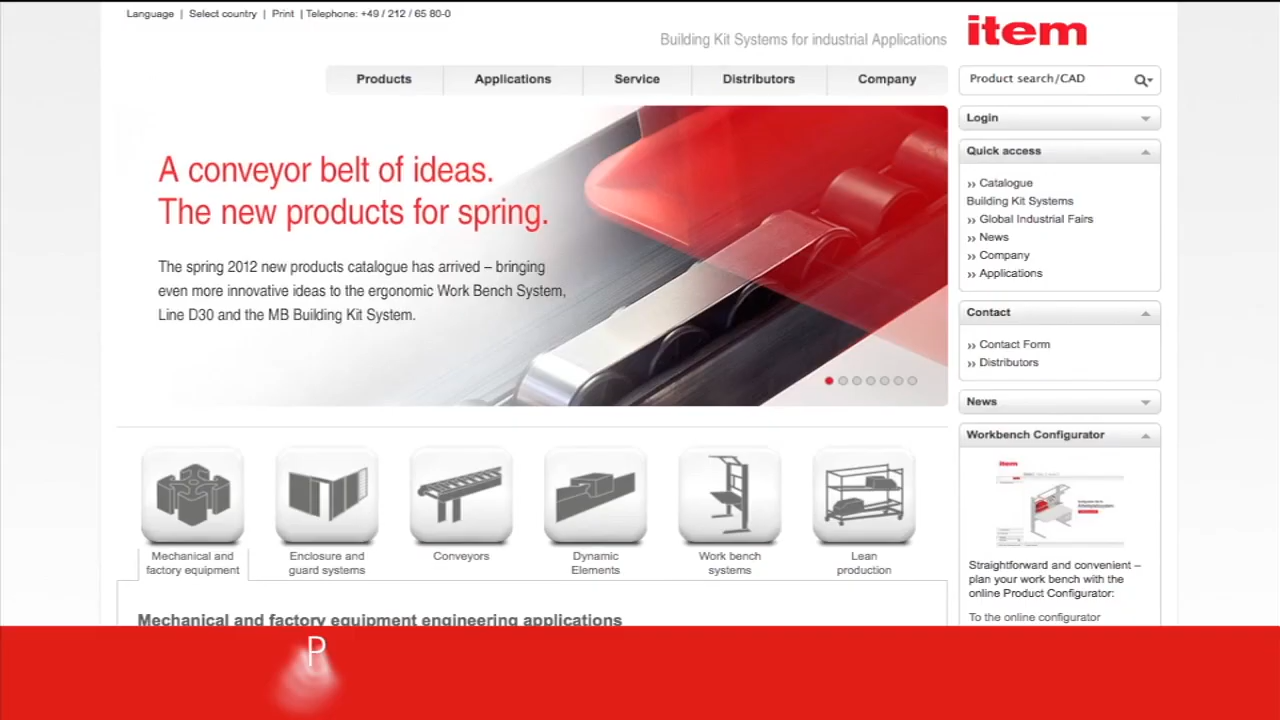 Language | Select country | Print | Telephone: +49 / 212 / 65 80-0
Building Kit Systems for industrial Applications
item
Products
Applications
Service
Distributors
Company
Product search/CAD
A conveyor belt of ideas.
The new products for spring.
The spring 2012 new products catalogue has arrived – bringing
even more innovative ideas to the ergonomic Work Bench System,
Line D30 and the MB Building Kit System.
Login
Quick access
›› Catalogue
Building Kit Systems
›› Global Industrial Fairs
›› News
›› Company
›› Applications
Contact
›› Contact Form
›› Distributors
News
Workbench Configurator
item
Straightforward and convenient –
plan your work bench with the
online Product Configurator:
To the online configurator
Mechanical and
factory equipment
Enclosure and
guard systems
Conveyors
Dynamic
Elements
Work bench
systems
Lean
production
Mechanical and factory equipment engineering applications
P